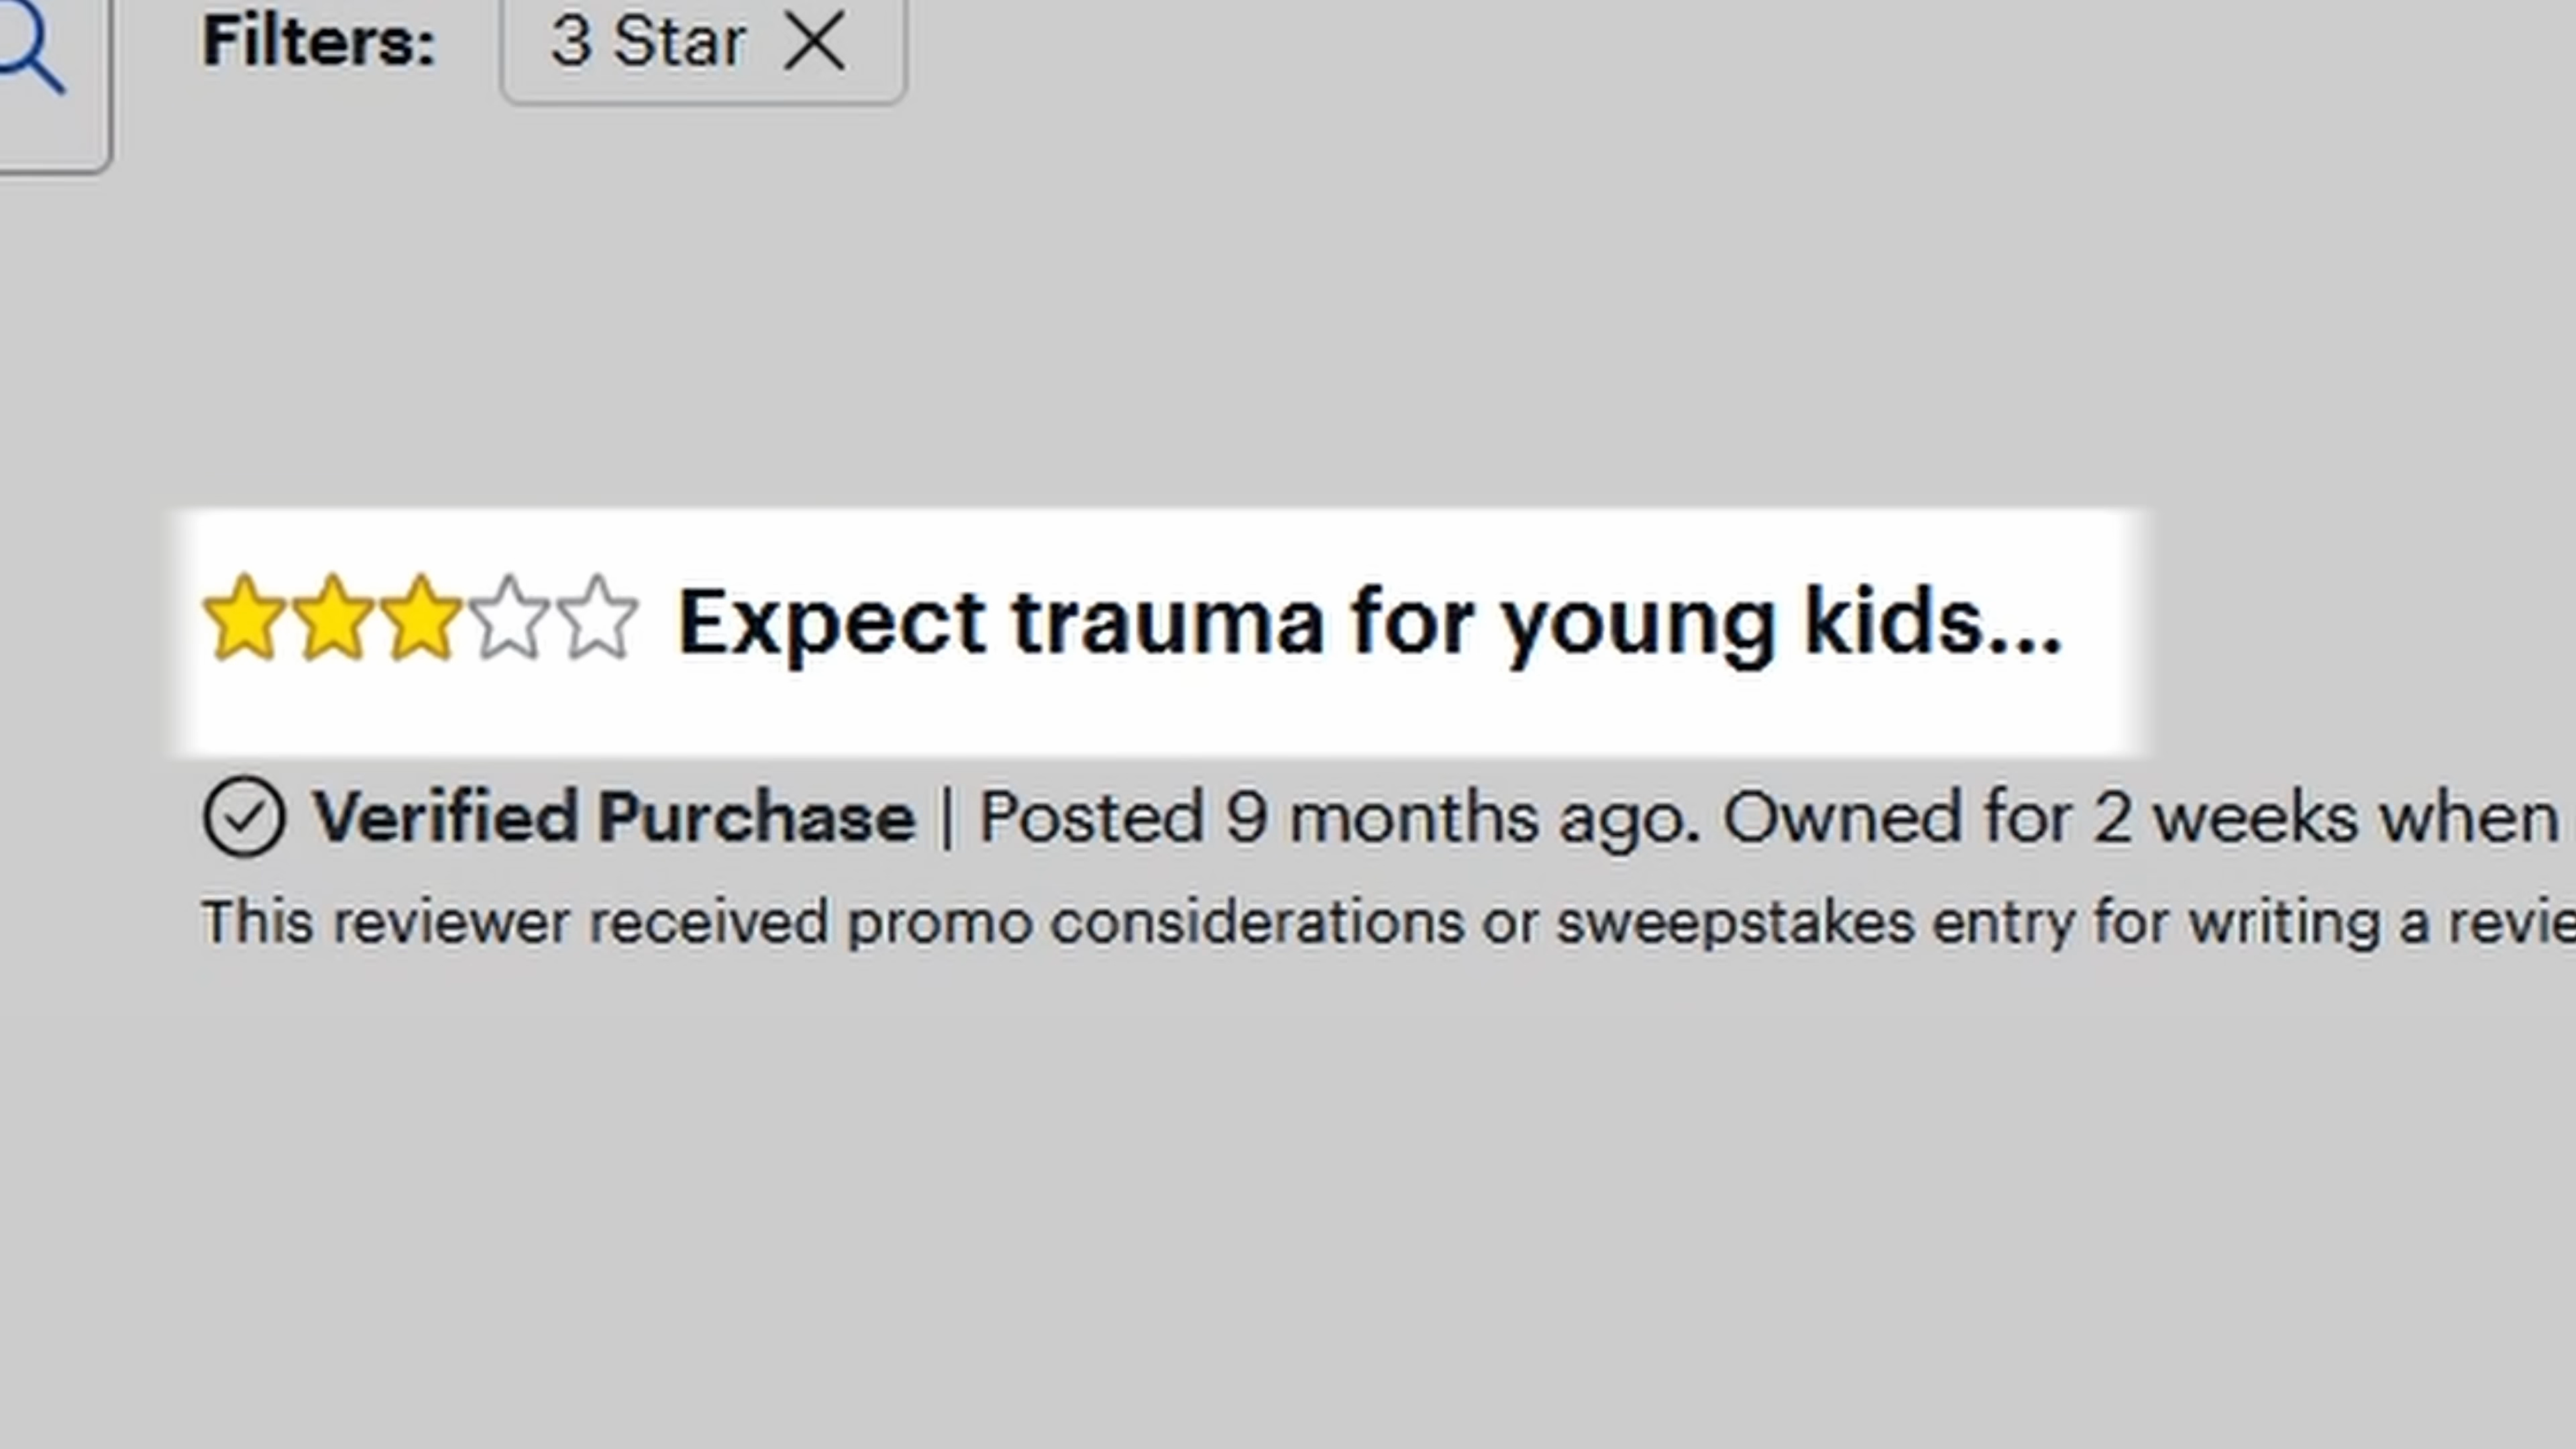 Filters: 3 Star
Expect trauma for young kids...
Verified Purchase | Posted 9 months ago. Owned for 2 weeks when
This reviewer received promo considerations or sweepstakes entry for writing a revie